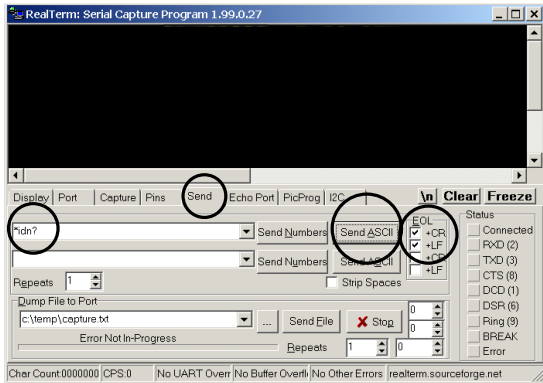 RealTerm: Serial Capture Program 1.99.0.27
Display Port Capture Pins Send Echo Port PicProg I2C \n Clear Freeze
*idn? Send Numbers Send ASCII
EOL
+CR
+LF
Send Numbers Send ASCII
+CR
+LF
Repeats 1 Strip Spaces
Dump File to Port
c:\temp\capture.txt ... Send File Stop 0
0
Error Not In-Progress
Repeats 1 0
Status
Connected
RXD (2)
TXD (3)
CTS (8)
DCD (1)
DSR (6)
Ring (9)
BREAK
Error
Char Count:0000000 CPS:0 No UART Overr No Buffer Overfl No Other Errors realterm.sourceforge.net